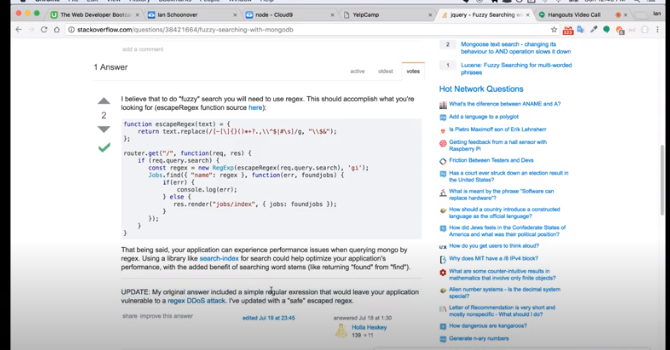 The Web Developer Bootc
Ian Schoonover
node - Cloud9
YelpCamp
jquery - Fuzzy Searching w
Hangouts Video Call
Ian
stackoverflow.com/questions/38421664/fuzzy-searching-with-mongodb
add a comment
1 Answer
active oldest votes
2
I believe that to do "fuzzy" search you will need to use regex. This should accomplish what you're
looking for (escapeRegex function source here):
function escapeRegex(text) {
return text.replace(/[-[\]{}()*+?.,\\^$|#\s]/g, "\\$&");
};
router.get("/", function(req, res) {
if (req.query.search) {
const regex = new RegExp(escapeRegex(req.query.search), 'gi');
Jobs.find({ "name": regex }, function(err, foundjobs) {
if(err) {
console.log(err);
} else {
res.render("jobs/index", { jobs: foundjobs });
}
});
}
}
That being said, your application can experience performance issues when querying mongo by
regex. Using a library like search-index for search could help optimize your application's
performance, with the added benefit of searching word stems (like returning "found" from "find").
UPDATE: My original answer included a simple regular exression that would leave your application
vulnerable to a regex DDoS attack. I've updated with a "safe" escaped regex.
share improve this answer
edited Jul 19 at 23:45
answered Jul 19 at 1:30
Holla Heskey
139
2 Mongoose text search - changing its
behaviour to AND operation slows it down
1 Lucene: Fuzzy Searching for multi-worded
phrases
Hot Network Questions
What's the difference between ANAME and A?
Add a language to a polyglot
Is Pietro Maximoff son of Erik Lehnsherr
Getting feedback from a hall sensor with
Raspberry Pi
Friction Between Testers and Devs
Has a court ever struck down an election result in
the United States?
What is meant by the phrase "Software can
replace hardware"?
How should a country introduce a constructed
language as the official language?
How did Jews feel in the Confederate States of
America and what was their political position?
How do you get users to think aloud?
Why does MIT have a /8 IPv4 block?
What are some counter-intuitive results in
mathematics that involve only finite objects?
Alien number systems - Is the decimal system
special?
Letter of Recommendation is very short and
mostly nonspecific - What should I do?
How dangerous are kangaroos?
Generate n-ary numbers